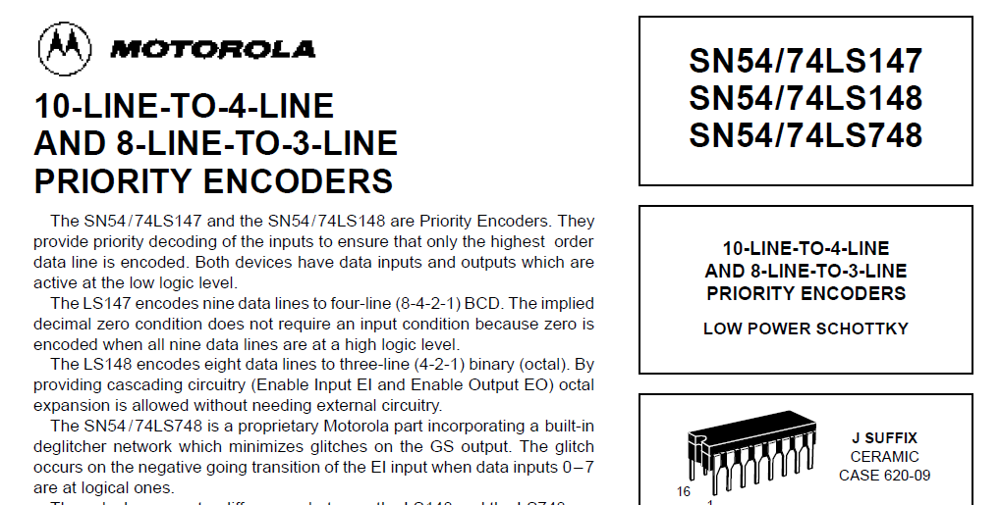 MOTOROLA
10-LINE-TO-4-LINE
AND 8-LINE-TO-3-LINE
PRIORITY ENCODERS
The SN54/74LS147 and the SN54/74LS148 are Priority Encoders. They
provide priority decoding of the inputs to ensure that only the highest order
data line is encoded. Both devices have data inputs and outputs which are
active at the low logic level.
The LS147 encodes nine data lines to four-line (8-4-2-1) BCD. The implied
decimal zero condition does not require an input condition because zero is
encoded when all nine data lines are at a high logic level.
The LS148 encodes eight data lines to three-line (4-2-1) binary (octal). By
providing cascading circuitry (Enable Input EI and Enable Output EO) octal
expansion is allowed without needing external circuitry.
The SN54/74LS748 is a proprietary Motorola part incorporating a built-in
deglitcher network which minimizes glitches on the GS output. The glitch
occurs on the negative going transition of the EI input when data inputs 0–7
are at logical ones.
SN54/74LS147
SN54/74LS148
SN54/74LS748
10-LINE-TO-4-LINE
AND 8-LINE-TO-3-LINE
PRIORITY ENCODERS
LOW POWER SCHOTTKY
J SUFFIX
CERAMIC
CASE 620-09
16
1